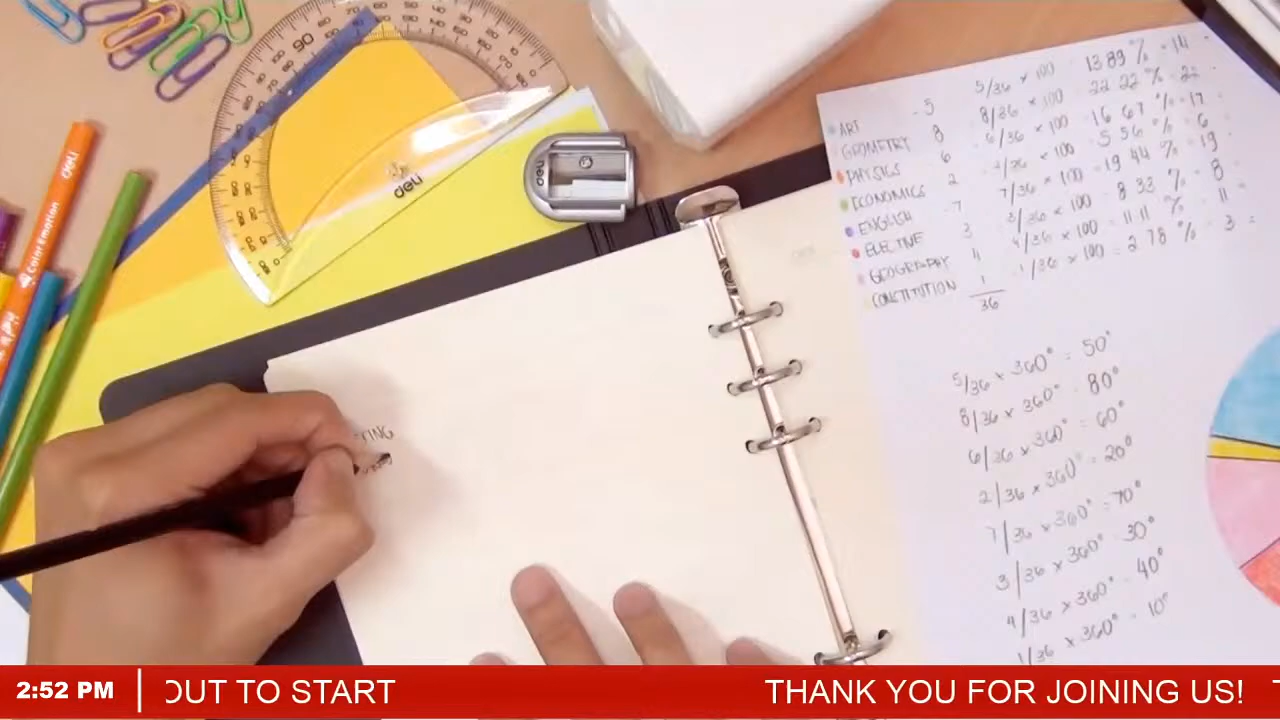 90
deli
deli
deli
Color Emotion
ART - 5 5/36 x 100 13 89 % - 14
GEOMETRY 8 8/36 x 100 22 22 % - 22
PHYSICS 6 6/36 x 100 16 67 % - 17
ECONOMICS 2 2/36 x 100 5 56 % - 6
ENGLISH 7 7/36 x 100 - 19 44 % - 19
ELECTIVE 3 3/36 x 100 - 8 33 % - 8
GEOGRAPHY 4 4/36 x 100 - 11 11 % 11
CONSTITUTION 1 1/36 x 100 = 2 78 % - 3 =
36
5/36 x 360° = 50°
8/36 x 360° - 80°
6/36 x 360° = 60°
2/36 x 360° - 20°
7/36 x 360° = 70°
3/36 x 360° - 30°
4/36 x 360° - 40°
1/36 x 360° - 10°
2:52 PM
OUT TO START
THANK YOU FOR JOINING US!